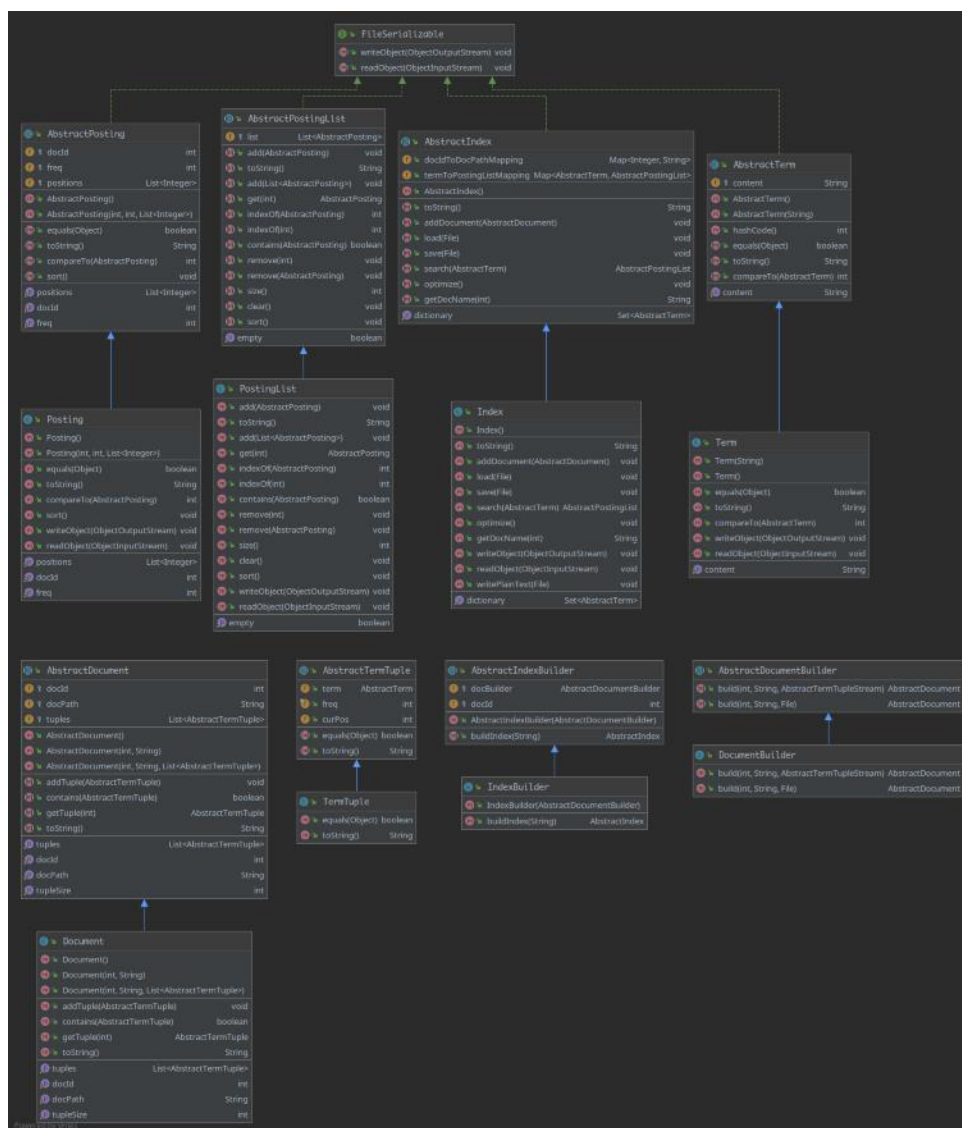 FileSerializable
writeObject(ObjectOutputStream) void
readObject(ObjectInputStream) void
AbstractPosting
docId int
freq int
positions List<Integer>
AbstractPosting()
AbstractPosting(int, int, List<Integer>)
equals(Object) boolean
toString() String
compareTo(AbstractPosting) int
sort() void
positions List<Integer>
docId int
freq int
AbstractPostingList
list List<AbstractPosting>
add(AbstractPosting) void
toString() String
add(List<AbstractPosting>) void
get(int) AbstractPosting
indexOf(AbstractPosting) int
indexOf(int) int
contains(AbstractPosting) boolean
remove(int) void
remove(AbstractPosting) void
size() int
clear() void
sort() void
empty boolean
AbstractIndex
docIdToDocPathMapping Map<Integer, String>
termToPostingListMapping Map<AbstractTerm, AbstractPostingList>
AbstractIndex()
toString() String
addDocument(AbstractDocument) void
load(File) void
save(File) void
search(AbstractTerm) AbstractPostingList
optimize() void
getDocName(int) String
dictionary Set<AbstractTerm>
AbstractTerm
content String
AbstractTerm()
AbstractTerm(String)
hashCode() int
equals(Object) boolean
toString() String
compareTo(AbstractTerm) int
content String
Posting
Posting()
Posting(int, int, List<Integer>)
equals(Object) boolean
toString() String
compareTo(AbstractPosting) int
sort() void
writeObject(ObjectOutputStream) void
readObject(ObjectInputStream) void
positions List<Integer>
docId int
freq int
PostingList
add(AbstractPosting) void
toString() String
add(List<AbstractPosting>) void
get(int) AbstractPosting
indexOf(AbstractPosting) int
indexOf(int) int
contains(AbstractPosting) boolean
remove(int) void
remove(AbstractPosting) void
size() int
clear() void
sort() void
writeObject(ObjectOutputStream) void
readObject(ObjectInputStream) void
empty boolean
Index
Index()
toString() String
addDocument(AbstractDocument) void
load(File) void
save(File) void
search(AbstractTerm) AbstractPostingList
optimize() void
getDocName(int) String
writeObject(ObjectOutputStream) void
readObject(ObjectInputStream) void
writePlainText(File) void
dictionary Set<AbstractTerm>
Term
Term(String)
Term()
equals(Object) boolean
toString() String
compareTo(AbstractTerm) int
writeObject(ObjectOutputStream) void
readObject(ObjectInputStream) void
content String
AbstractDocument
docId int
docPath String
tuples List<AbstractTermTuple>
AbstractDocument()
AbstractDocument(int, String)
AbstractDocument(int, String, List<AbstractTermTuple>)
addTuple(AbstractTermTuple) void
contains(AbstractTermTuple) boolean
getTuple(int) AbstractTermTuple
toString() String
tuples List<AbstractTermTuple>
docId int
docPath String
tupleSize int
AbstractTermTuple
term AbstractTerm
freq int
curPos int
equals(Object) boolean
toString() String
TermTuple
equals(Object) boolean
toString() String
AbstractIndexBuilder
docBuilder AbstractDocumentBuilder
docId int
AbstractIndexBuilder(AbstractDocumentBuilder)
buildIndex(String) AbstractIndex
IndexBuilder
IndexBuilder(AbstractDocumentBuilder)
buildIndex(String) AbstractIndex
AbstractDocumentBuilder
build(int, String, AbstractTermTupleStream) AbstractDocument
build(int, String, File) AbstractDocument
DocumentBuilder
build(int, String, AbstractTermTupleStream) AbstractDocument
build(int, String, File) AbstractDocument
Document
Document()
Document(int, String)
Document(int, String, List<AbstractTermTuple>)
addTuple(AbstractTermTuple) void
contains(AbstractTermTuple) boolean
getTuple(int) AbstractTermTuple
toString() String
tuples List<AbstractTermTuple>
docId int
docPath String
tupleSize int